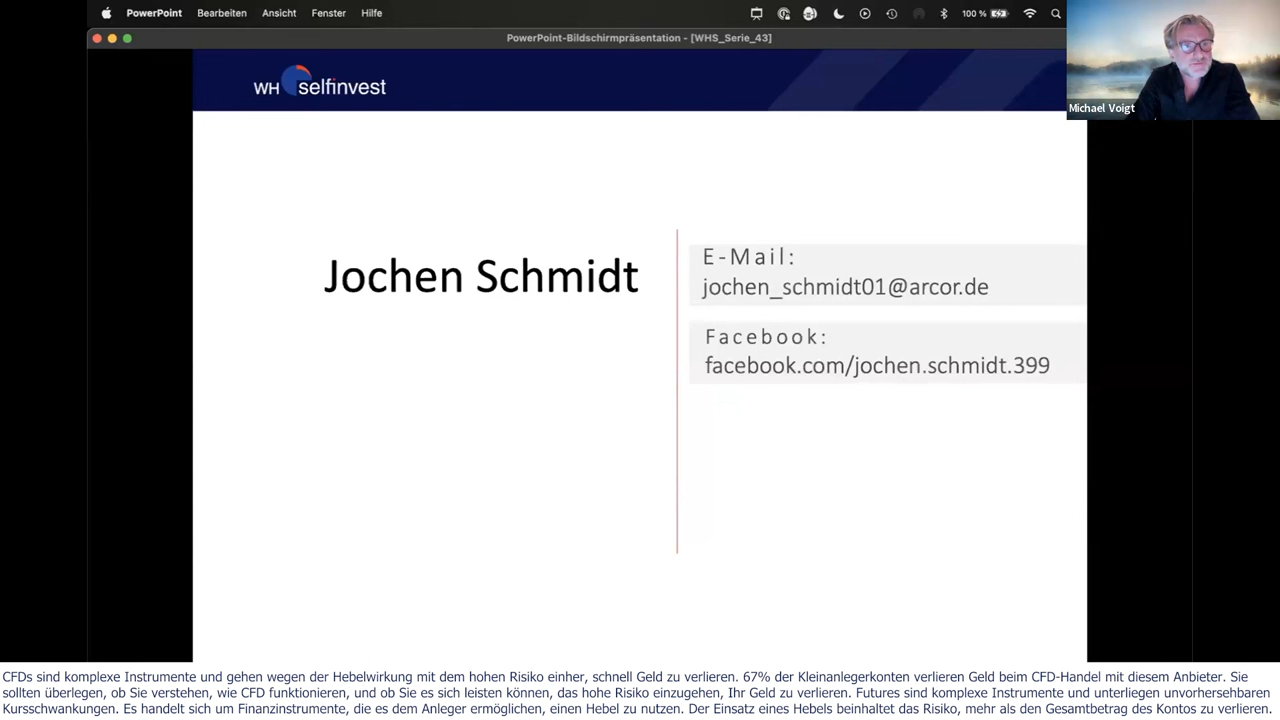 PowerPoint Bearbeiten Ansicht Fenster Hilfe 100 %
PowerPoint-Bildschirmpräsentation - [WHS_Serie_43]
WH selfinvest
Michael Voigt
Jochen Schmidt
E-Mail:
jochen_schmidt01@arcor.de
Facebook:
facebook.com/jochen.schmidt.399
CFDs sind komplexe Instrumente und gehen wegen der Hebelwirkung mit dem hohen Risiko einher, schnell Geld zu verlieren. 67% der Kleinanlegerkonten verlieren Geld beim CFD-Handel mit diesem Anbieter. Sie
sollten überlegen, ob Sie verstehen, wie CFD funktionieren, und ob Sie es sich leisten können, das hohe Risiko einzugehen, Ihr Geld zu verlieren. Futures sind komplexe Instrumente und unterliegen unvorhersehbaren
Kursschwankungen. Es handelt sich um Finanzinstrumente, die es dem Anleger ermöglichen, einen Hebel zu nutzen. Der Einsatz eines Hebels beinhaltet das Risiko, mehr als den Gesamtbetrag des Kontos zu verlieren.